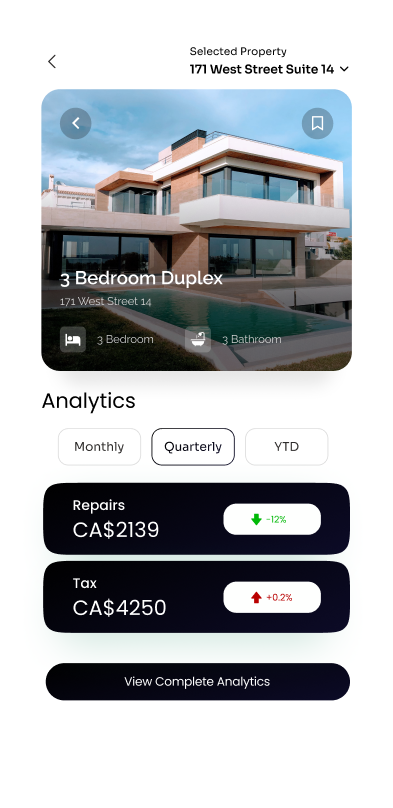 Selected Property
171 West Street Suite 14
3 Bedroom Duplex
171 West Street 14
3 Bedroom
3 Bathroom
Analytics
Monthly
Quarterly
YTD
Repairs
CA$2139
-12%
Tax
CA$4250
+0.2%
View Complete Analytics